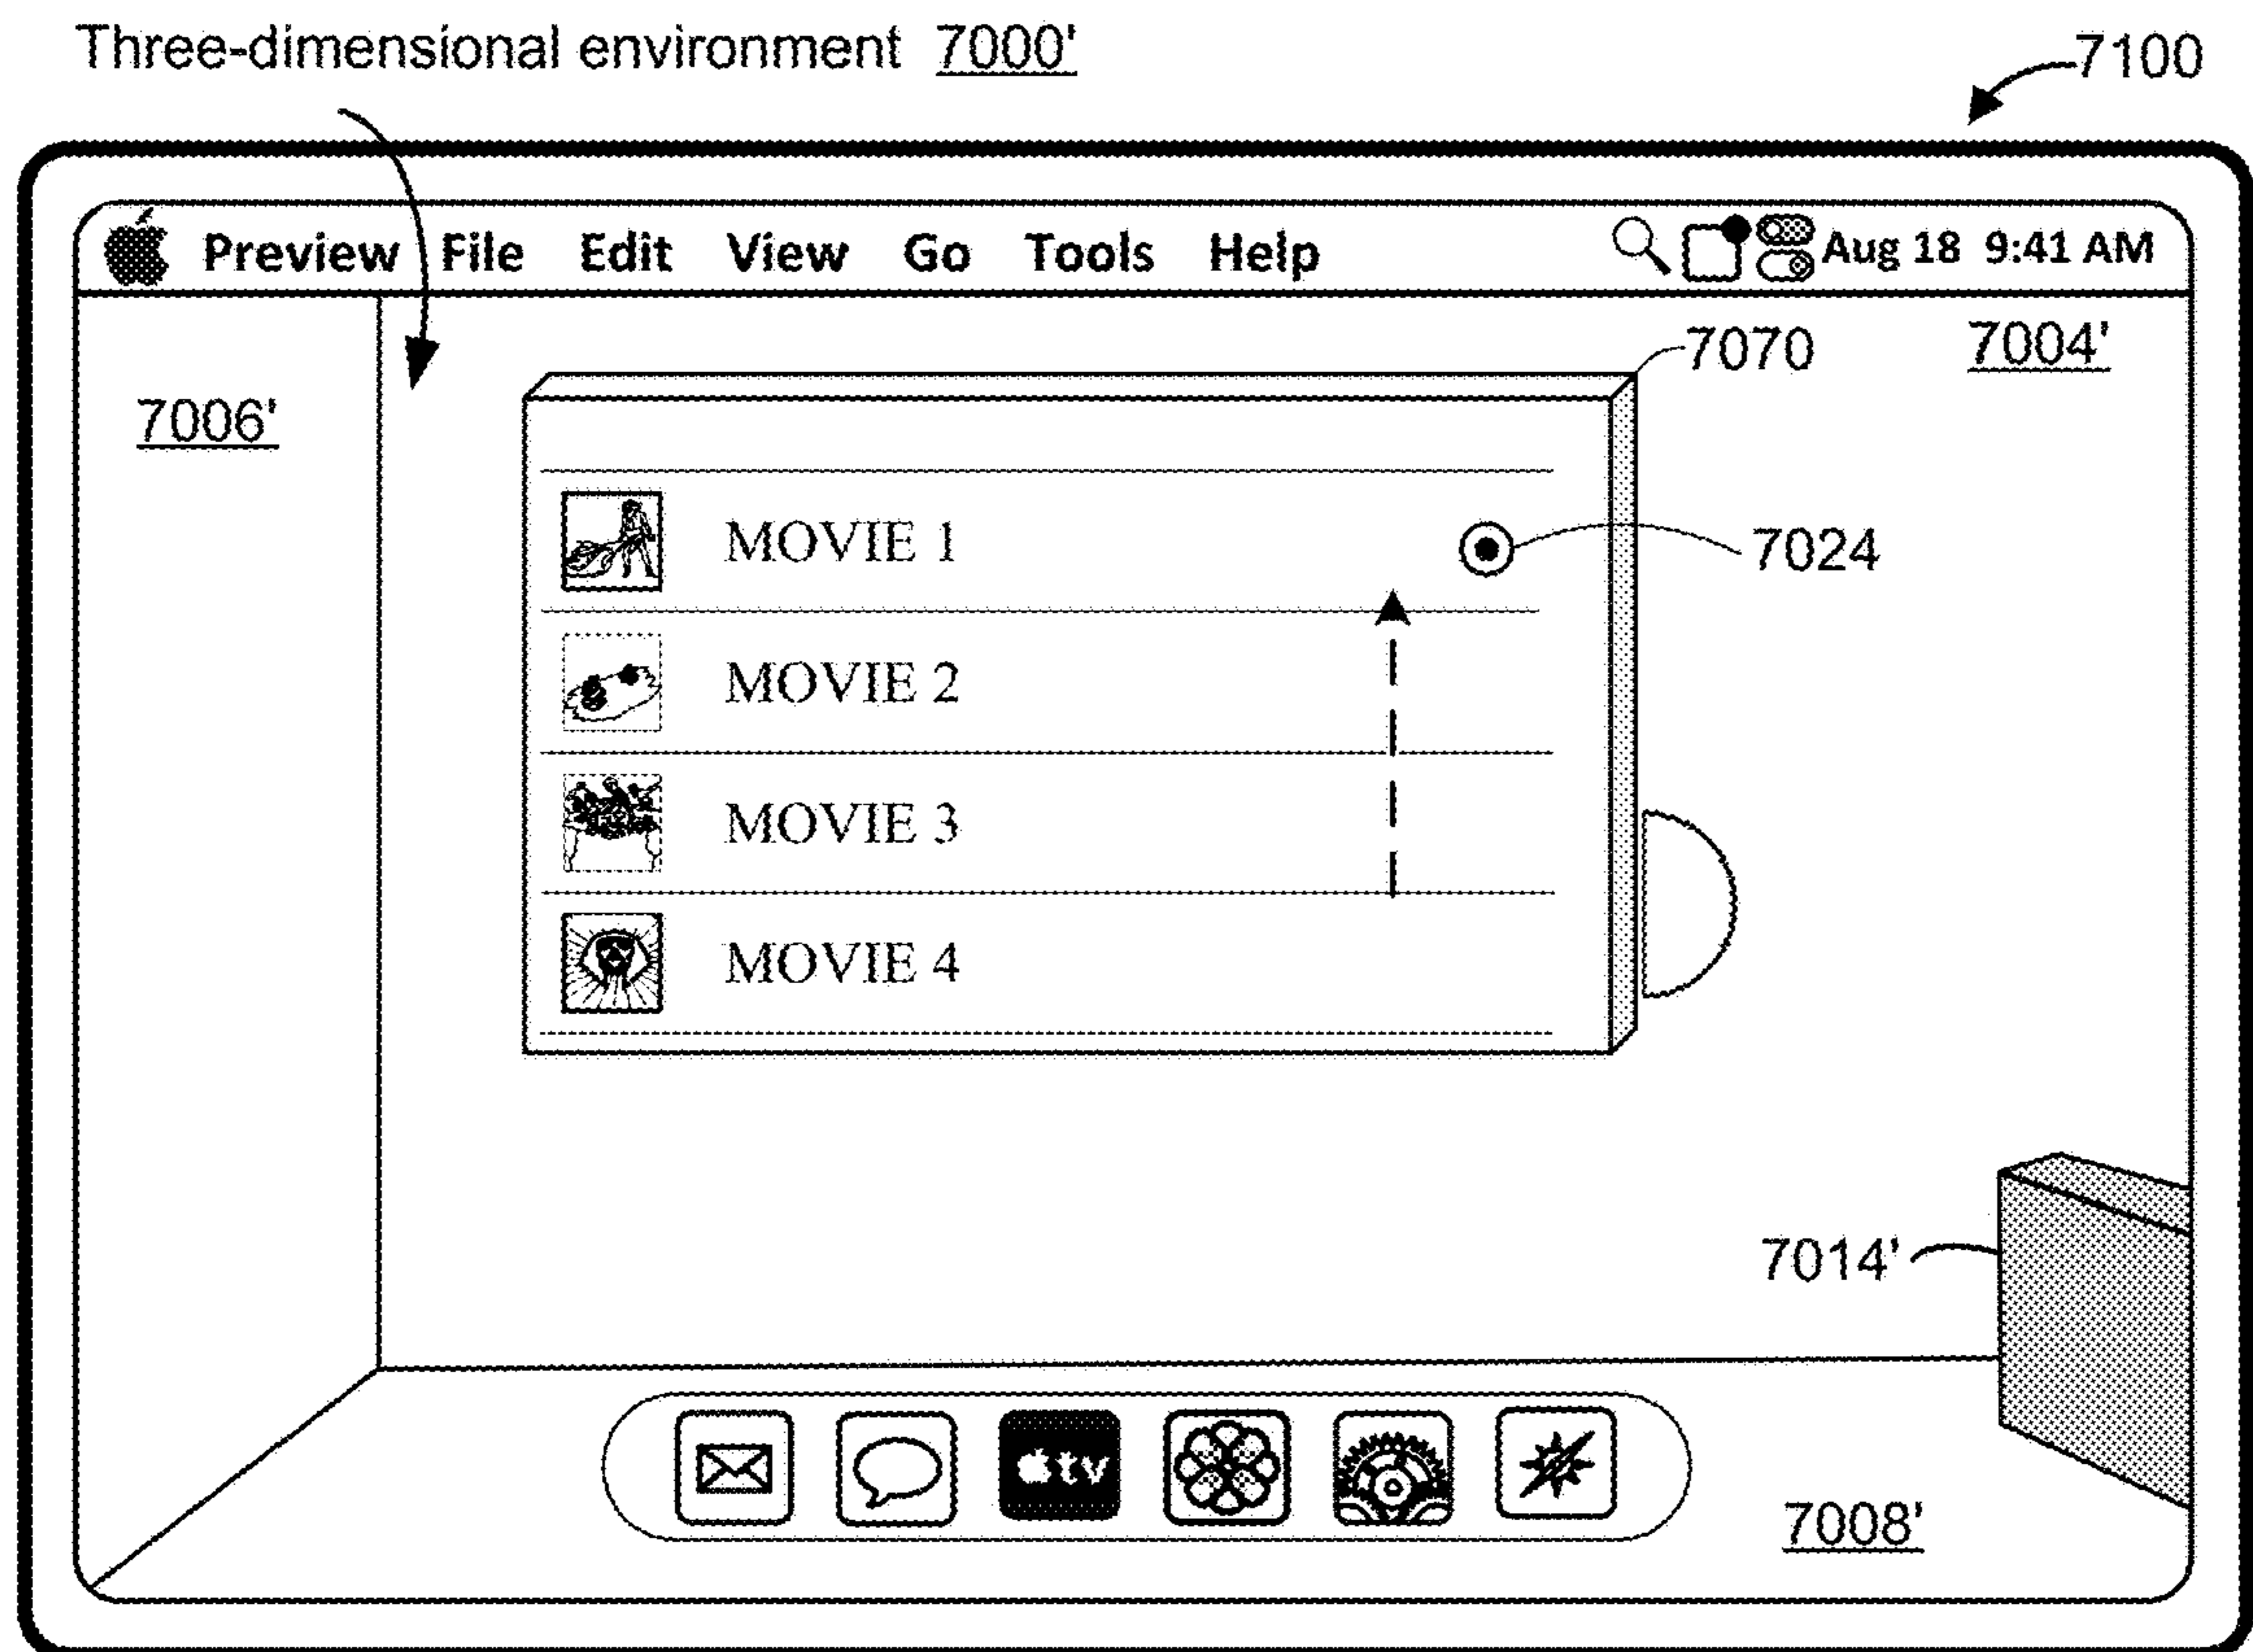 Three-dimensional environment 7000'
7100
Preview File Edit View Go Tools Help Aug 18 9:41 AM
7004'
7070
7006'
MOVIE 1
7024
MOVIE 2
MOVIE 3
MOVIE 4
7014'
tv
7008'